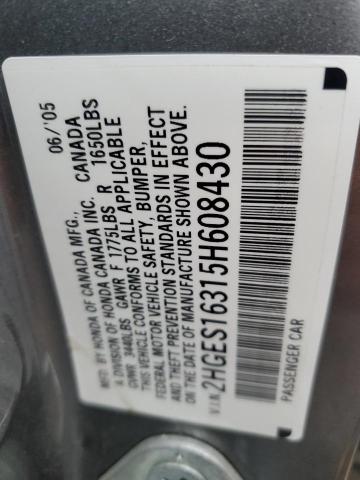 MFD. BY HONDA OF CANADA MFG.,
A DIVISION OF HONDA CANADA INC. CANADA 06/'05
GVWR 3440LBS GAWR F 1775LBS R 1650LBS
THIS VEHICLE CONFORMS TO ALL APPLICABLE
FEDERAL MOTOR VEHICLE SAFETY, BUMPER,
AND THEFT PREVENTION STANDARDS IN EFFECT
ON THE DATE OF MANUFACTURE SHOWN ABOVE.
V.I.N. 2HGES16315H608430
PASSENGER CAR